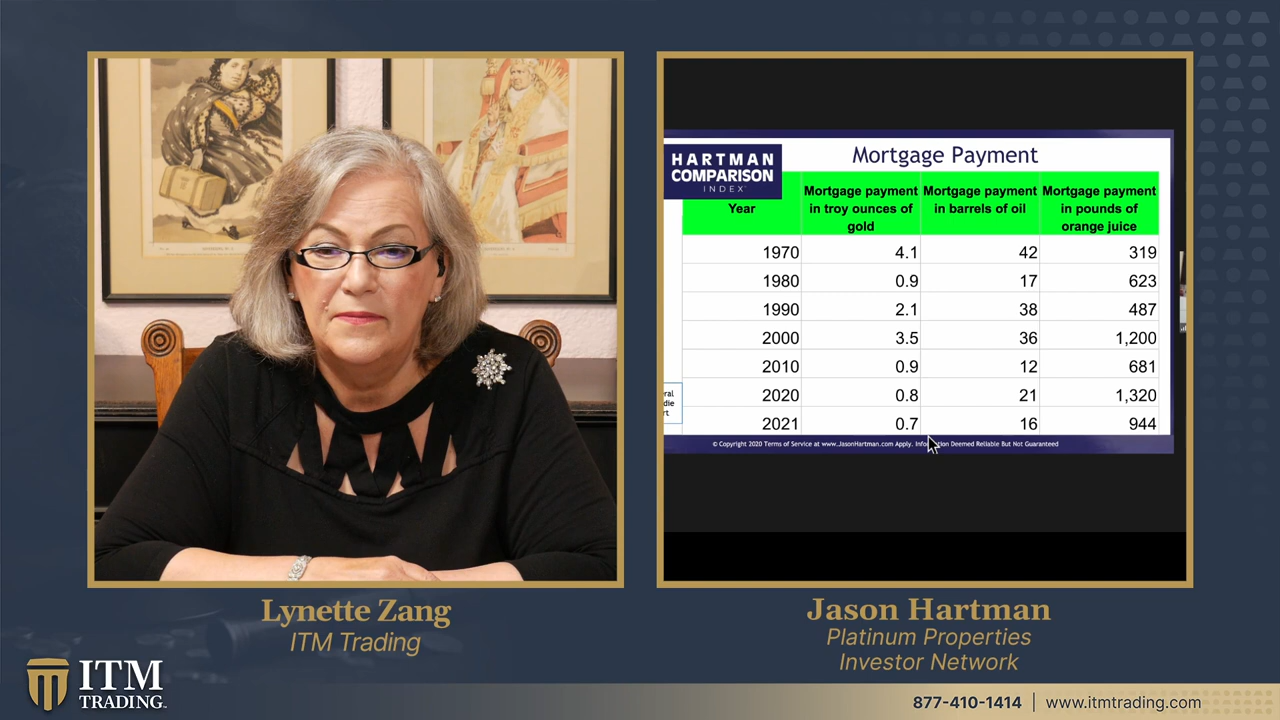 HARTMAN
COMPARISON
INDEX™
Mortgage Payment
Year
Mortgage payment in troy ounces of gold
Mortgage payment in barrels of oil
Mortgage payment in pounds of orange juice
1970 4.1 42 319
1980 0.9 17 623
1990 2.1 38 487
2000 3.5 36 1,200
2010 0.9 12 681
2020 0.8 21 1,320
2021 0.7 16 944
© Copyright 2020 Terms of Service at www.JasonHartman.com Apply. Information Deemed Reliable But Not Guaranteed
Lynette Zang
ITM Trading
Jason Hartman
Platinum Properties
Investor Network
ITM
TRADING
877-410-1414 | www.itmtrading.com